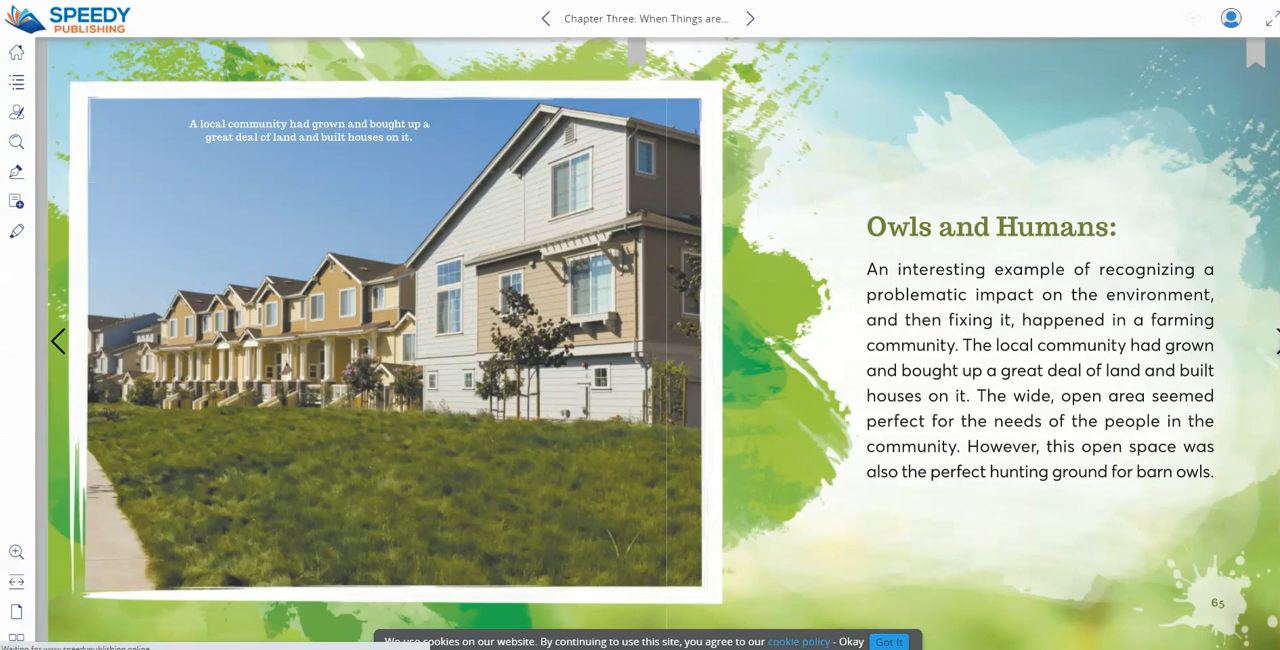 SPEEDY
PUBLISHING
Chapter Three: When Things are...
A local community had grown and bought up a
great deal of land and built houses on it.
Owls and Humans:
An interesting example of recognizing a
problematic impact on the environment,
and then fixing it, happened in a farming
community. The local community had grown
and bought up a great deal of land and built
houses on it. The wide, open area seemed
perfect for the needs of the people in the
community. However, this open space was
also the perfect hunting ground for barn owls.
65
We use cookies on our website. By continuing to use this site, you agree to our cookie policy - Okay Got It
Waiting for www.speedypublishing.online